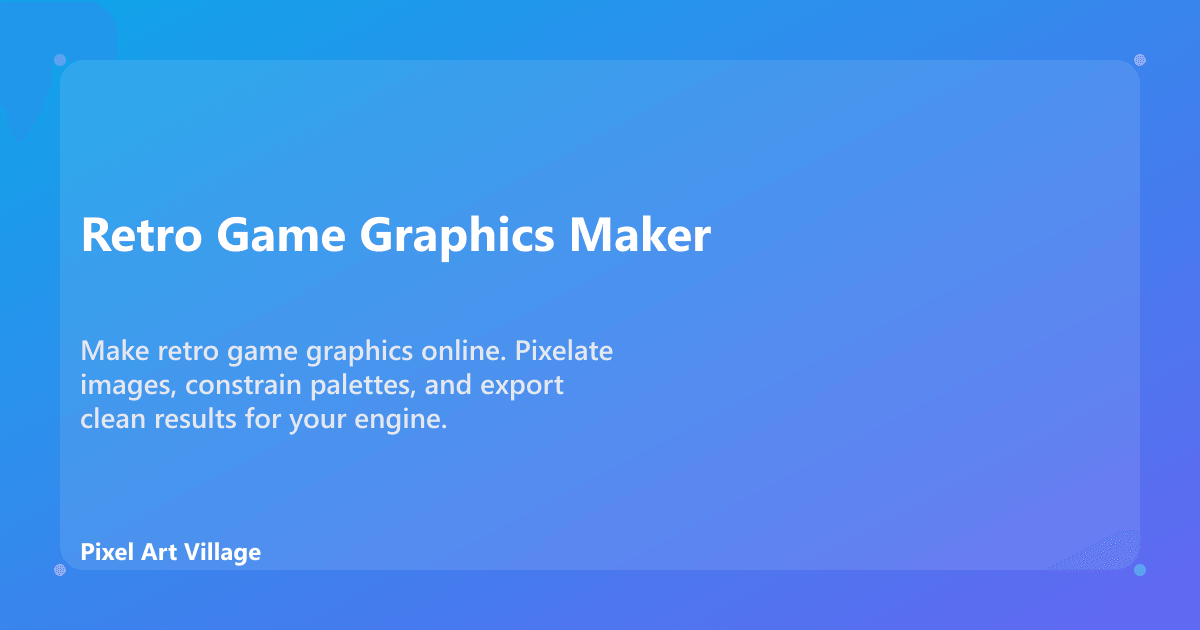 Retro Game Graphics Maker
Make retro game graphics online. Pixelate
images, constrain palettes, and export
clean results for your engine.
Pixel Art Village